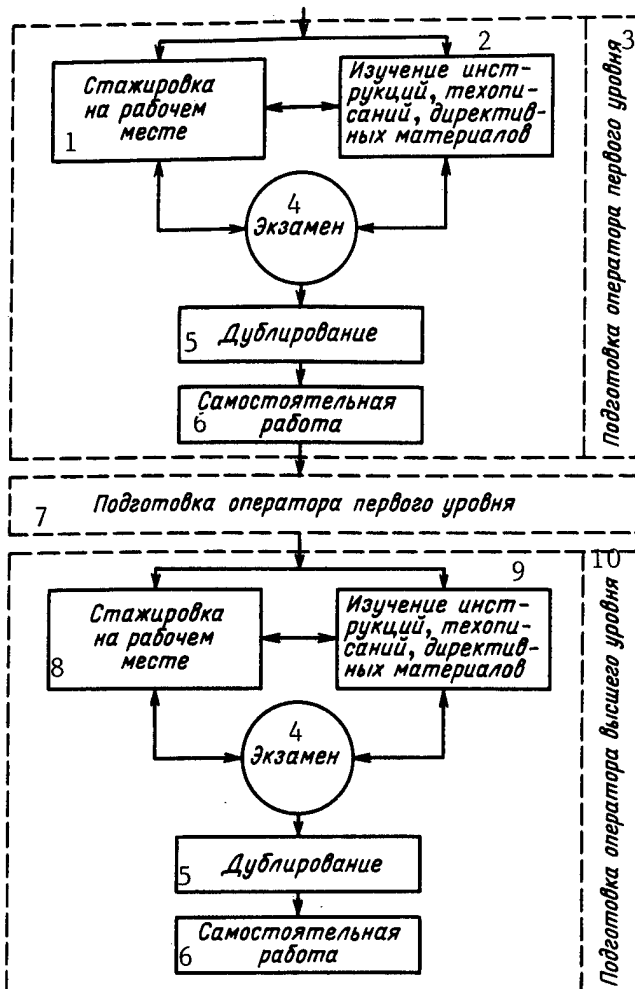 2
3
Стажировка
на рабочем
месте
1
Изучение инст-
рукций, техопи-
саний, директив-
ных материалов
4
Экзамен
5 Дублирование
Самостоятельная
6 работа
Подготовка оператора первого уровня
7 Подготовка оператора первого уровня
9
10
Стажировка
на рабочем
месте
8
Изучение инст-
рукций, техопи-
саний, директив-
ных материалов
4
Экзамен
5 Дублирование
Самостоятельная
6 работа
Подготовка оператора высшего уровня